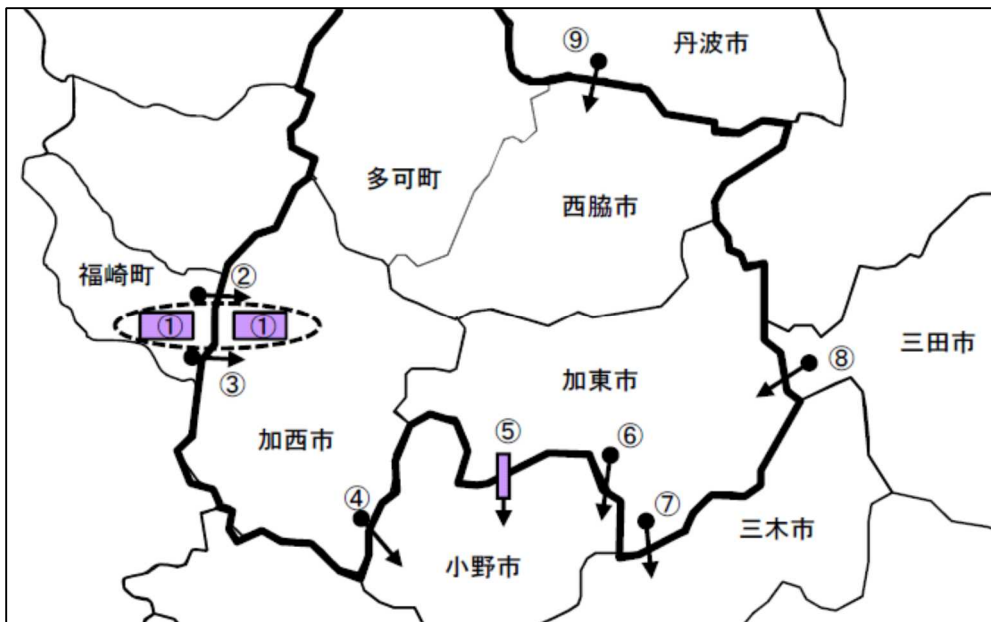 ⑨
丹波市
多可町
西脇市
福崎町
②
① ①
③
三田市
⑧
加東市
加西市
⑤
⑥
④
⑦
三木市
小野市